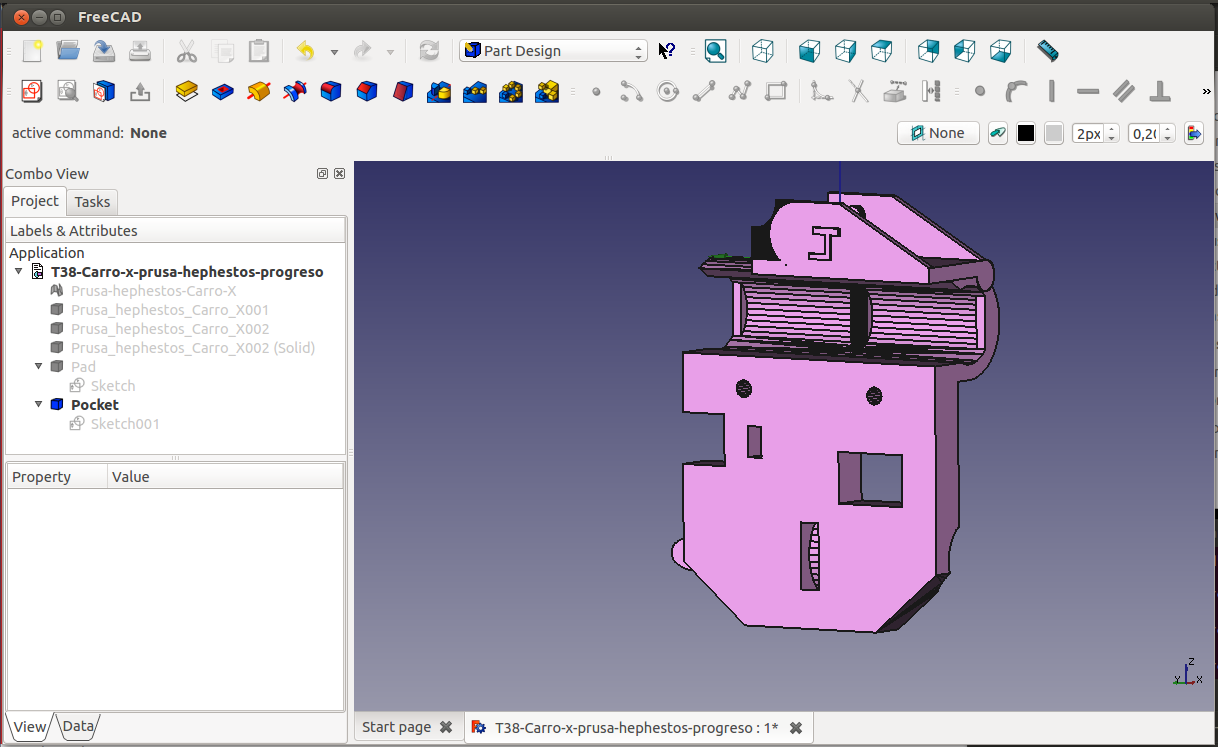 FreeCAD
Part Design
active command: None
None
2px
0,20
Combo View
Project
Tasks
Labels & Attributes
Application
T38-Carro-x-prusa-hephestos-progreso
Prusa-hephestos-Carro-X
Prusa_hephestos_Carro_X001
Prusa_hephestos_Carro_X002
Prusa_hephestos_Carro_X002 (Solid)
Pad
Sketch
Pocket
Sketch001
Property
Value
J
z
y
x
View
Data
Start page
T38-Carro-x-prusa-hephestos-progreso : 1*